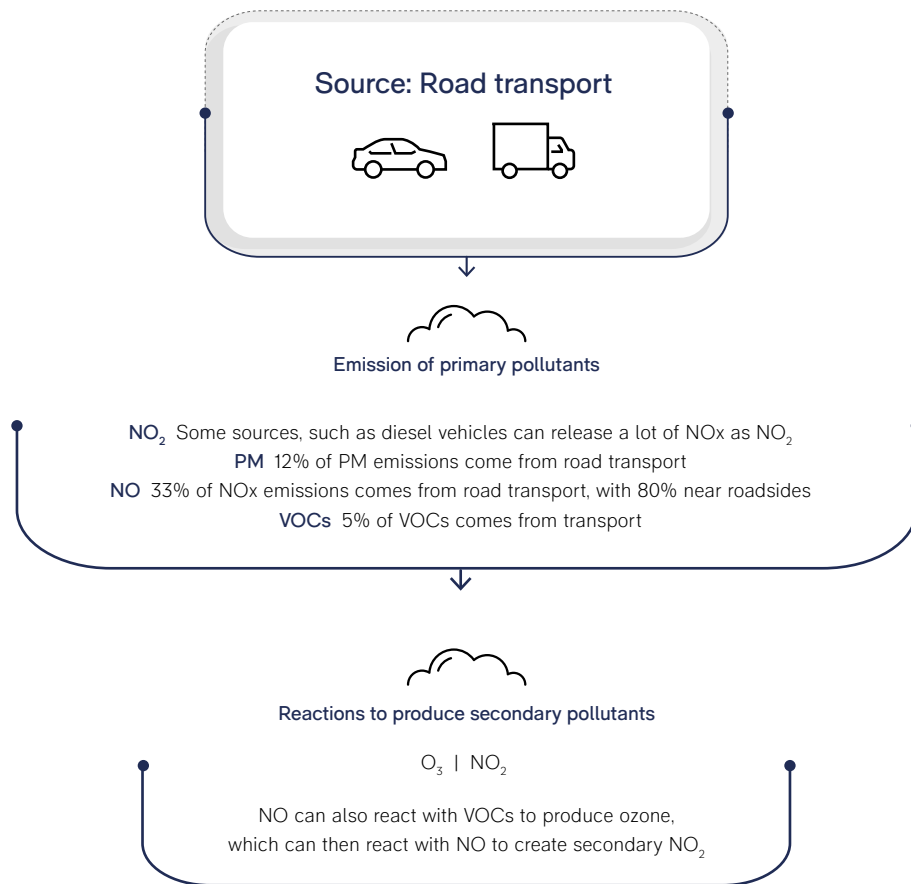 Source: Road transport
Emission of primary pollutants
NO₂ Some sources, such as diesel vehicles can release a lot of NOx as NO₂
PM 12% of PM emissions come from road transport
NO 33% of NOx emissions comes from road transport, with 80% near roadsides
VOCs 5% of VOCs comes from transport
Reactions to produce secondary pollutants
O₃ | NO₂
NO can also react with VOCs to produce ozone,
which can then react with NO to create secondary NO₂